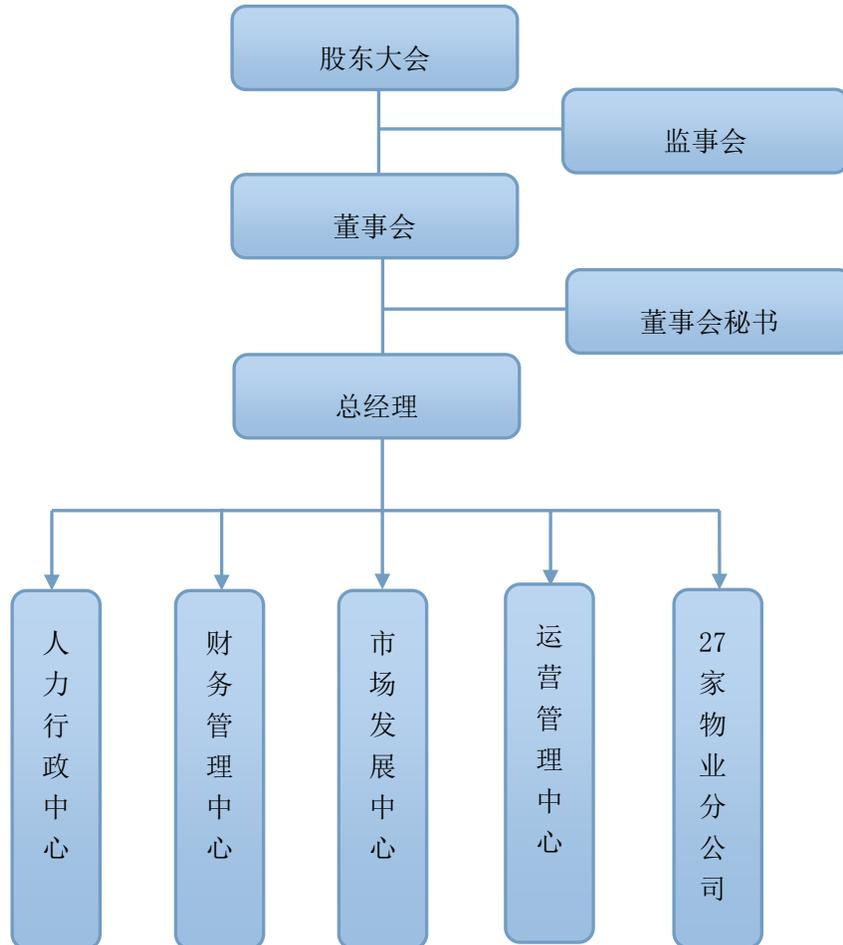 股东大会
监事会
董事会
董事会秘书
总经理
人力行政中心
财务管理中心
市场发展中心
运营管理中心
27家物业分公司